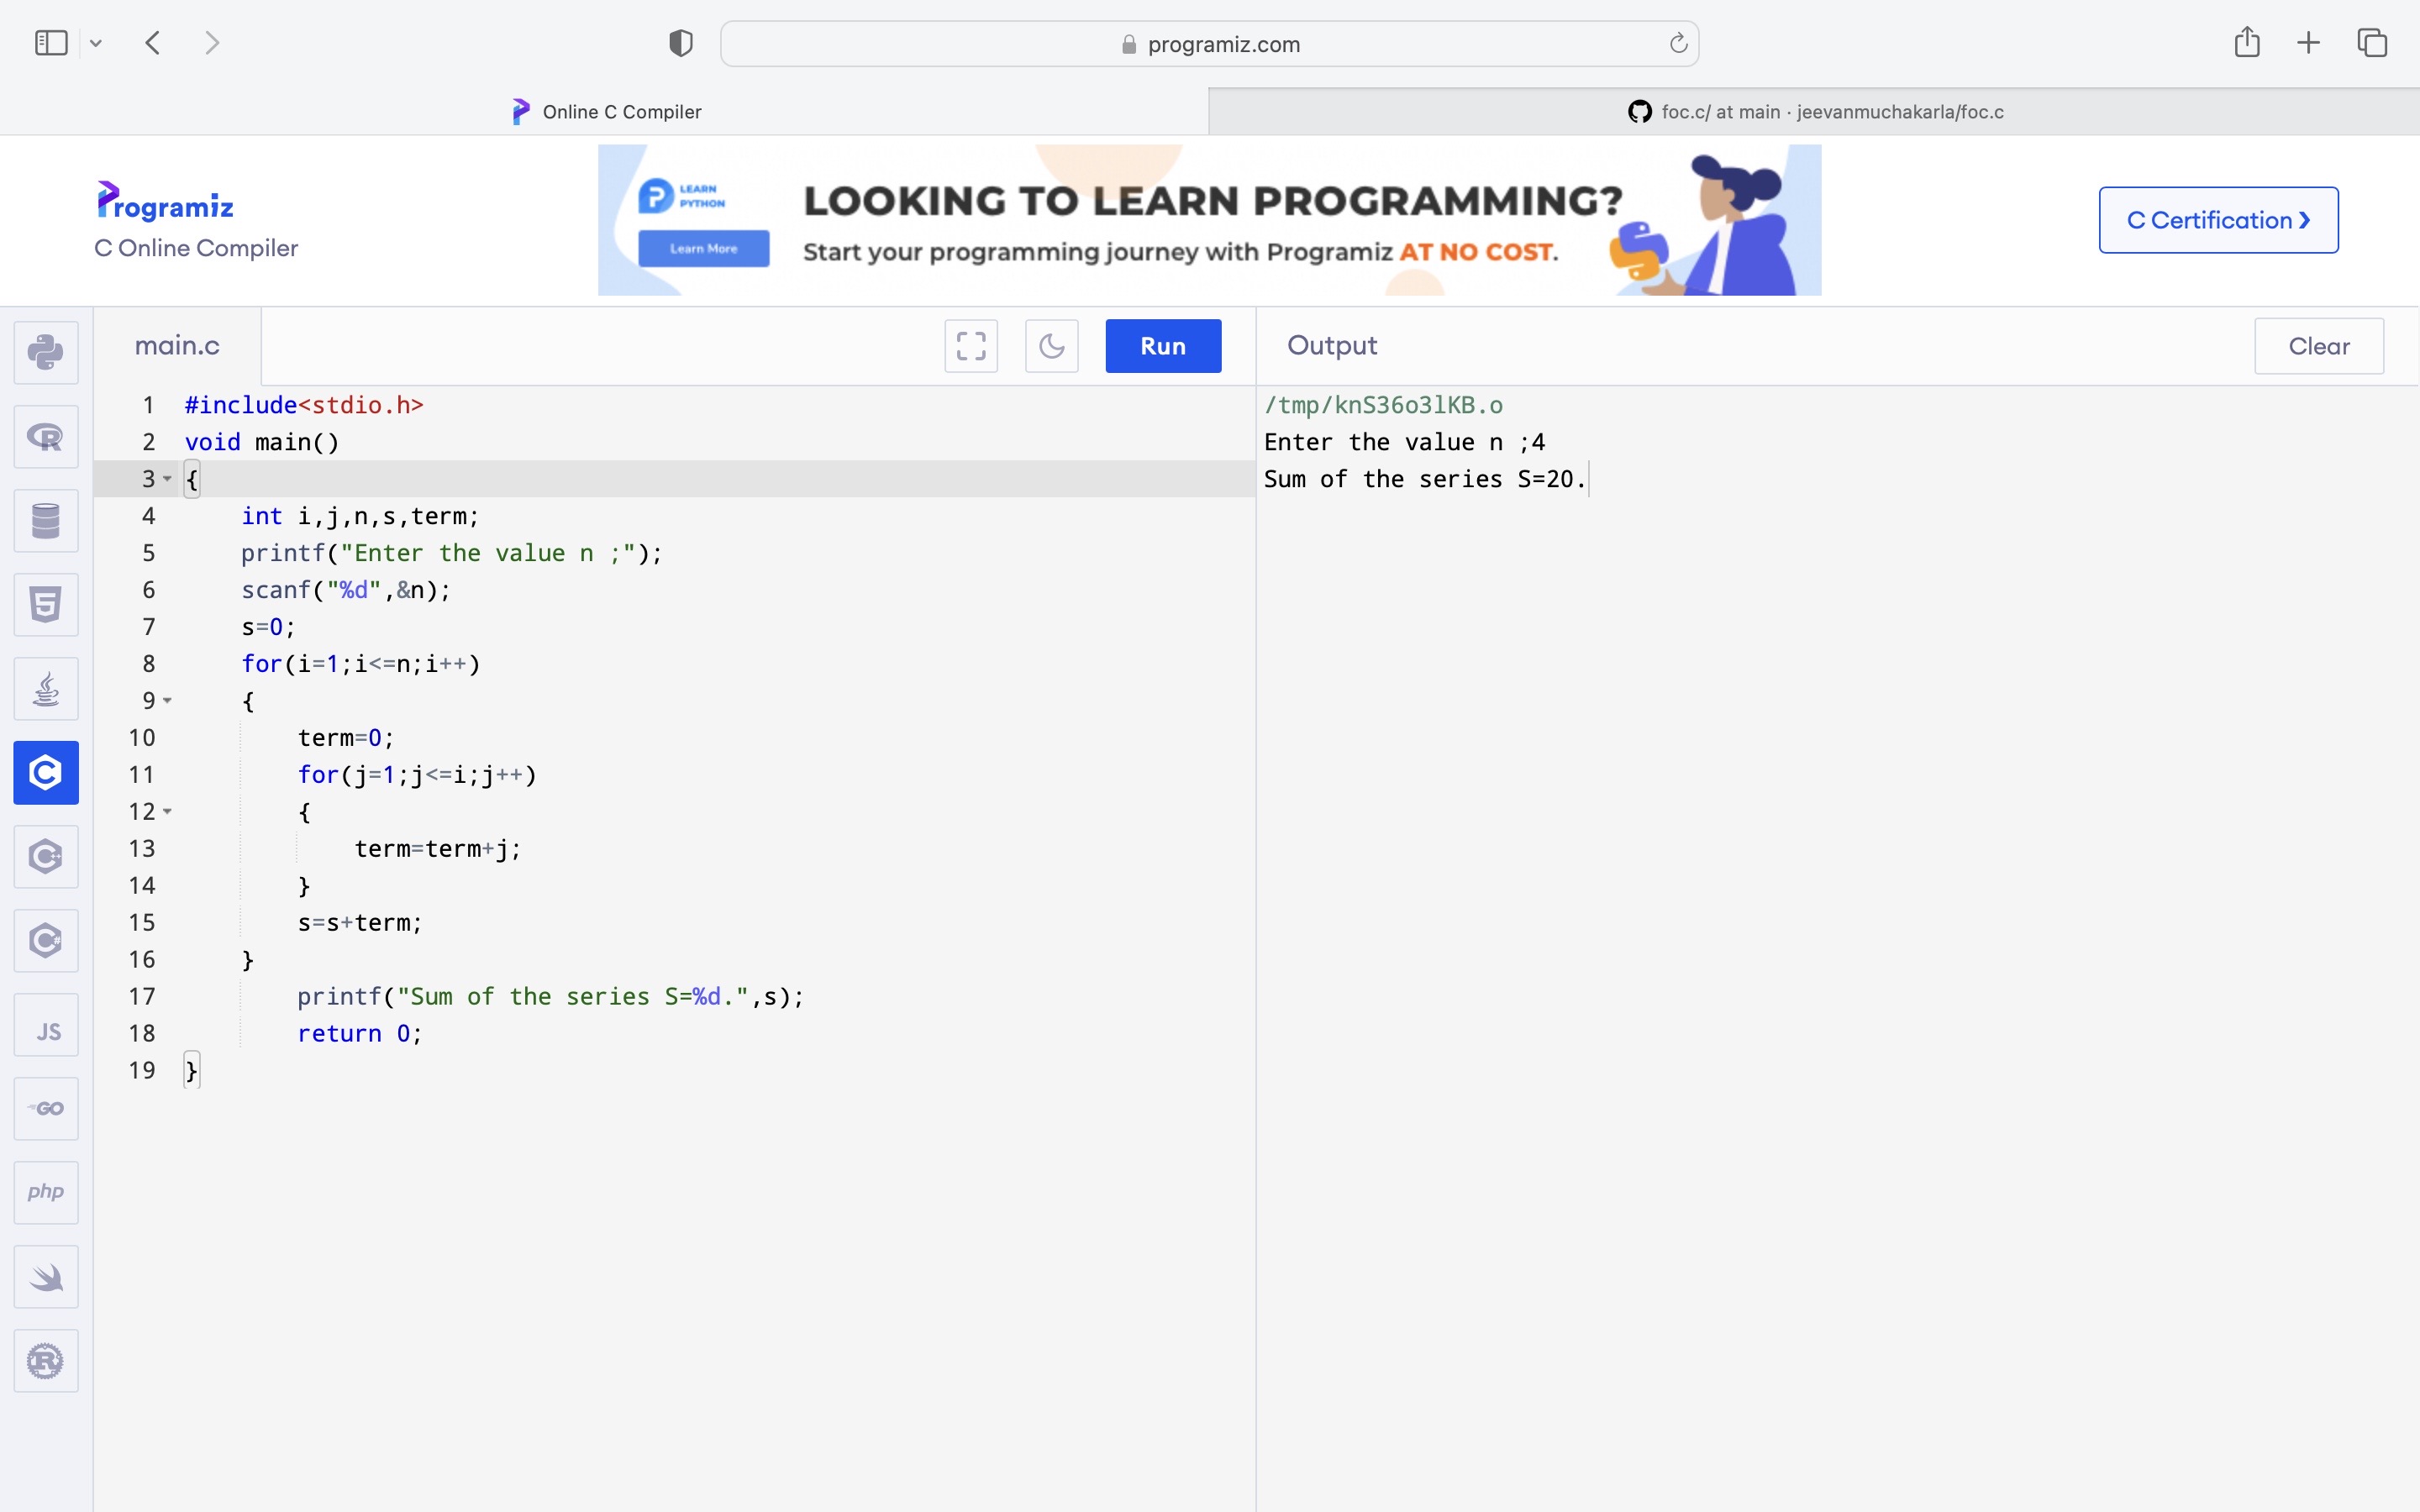 programiz.com
Online C Compiler
foc.c/ at main · jeevanmuchakarla/foc.c
Programiz
C Online Compiler
LEARN PYTHON
Learn More
LOOKING TO LEARN PROGRAMMING?
Start your programming journey with Programiz AT NO COST.
C Certification ❯
main.c
Run
Output
Clear
1 #include<stdio.h>
2 void main()
3 {
4     int i,j,n,s,term;
5     printf("Enter the value n ;");
6     scanf("%d",&n);
7     s=0;
8     for(i=1;i<=n;i++)
9     {
10         term=0;
11         for(j=1;j<=i;j++)
12         {
13             term=term+j;
14         }
15         s=s+term;
16     }
17         printf("Sum of the series S=%d.",s);
18         return 0;
19 }
/tmp/knS36o3lKB.o
Enter the value n ;4
Sum of the series S=20.
R
5
C
C++
C#
JS
GO
php
R